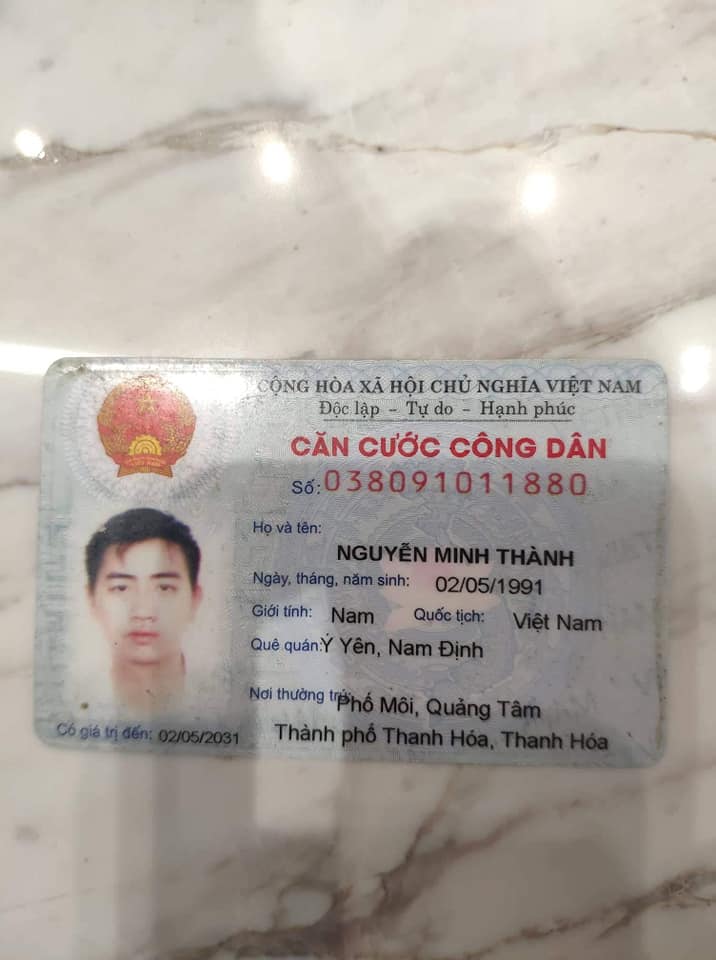 CỘNG HÒA XÃ HỘI CHỦ NGHĨA VIỆT NAM
Độc lập - Tự do - Hạnh phúc
CĂN CƯỚC CÔNG DÂN
Số: 038091011880
Họ và tên:
NGUYỄN MINH THÀNH
Ngày, tháng, năm sinh: 02/05/1991
Giới tính: Nam Quốc tịch: Việt Nam
Quê quán: Ý Yên, Nam Định
Nơi thường trú: Phố Môi, Quảng Tâm
Thành phố Thanh Hóa, Thanh Hóa
Có giá trị đến: 02/05/2031